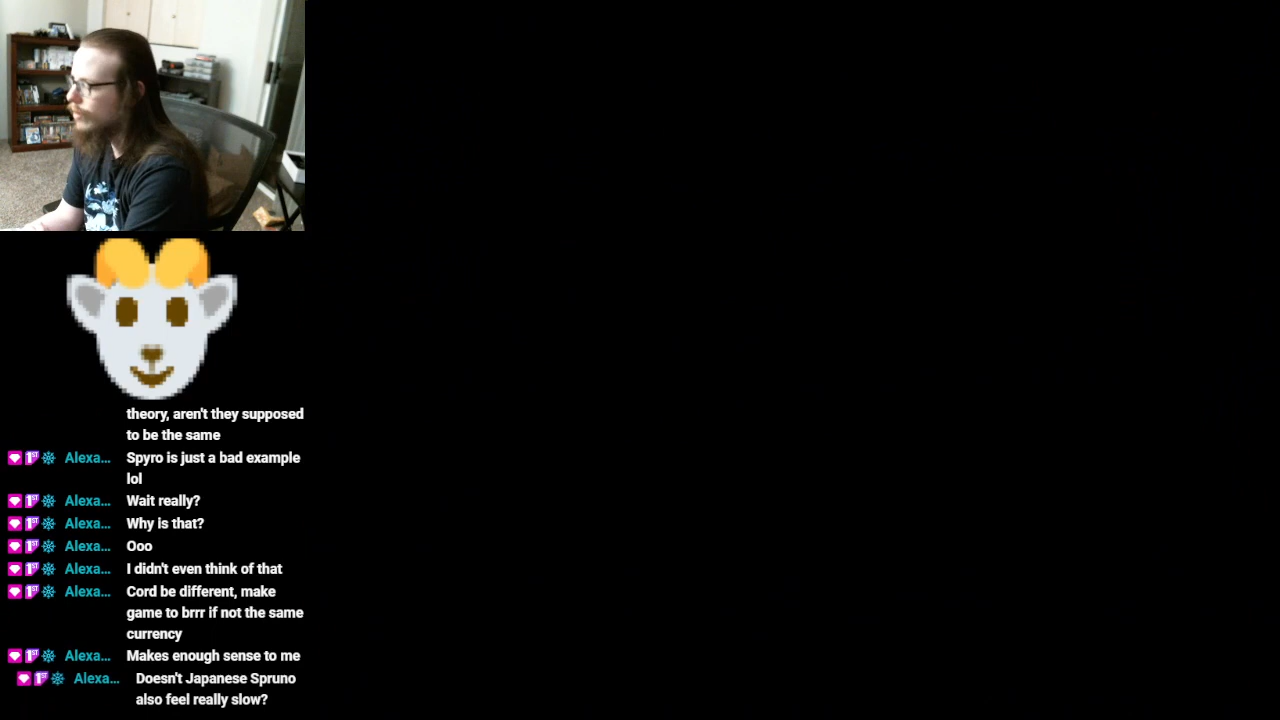 theory, aren't they supposed
to be the same
Alexa... Spyro is just a bad example
lol
Alexa... Wait really?
Alexa... Why is that?
Alexa... Ooo
Alexa... I didn't even think of that
Alexa... Cord be different, make
game to brrr if not the same
currency
Alexa... Makes enough sense to me
Alexa... Doesn't Japanese Spruno
also feel really slow?